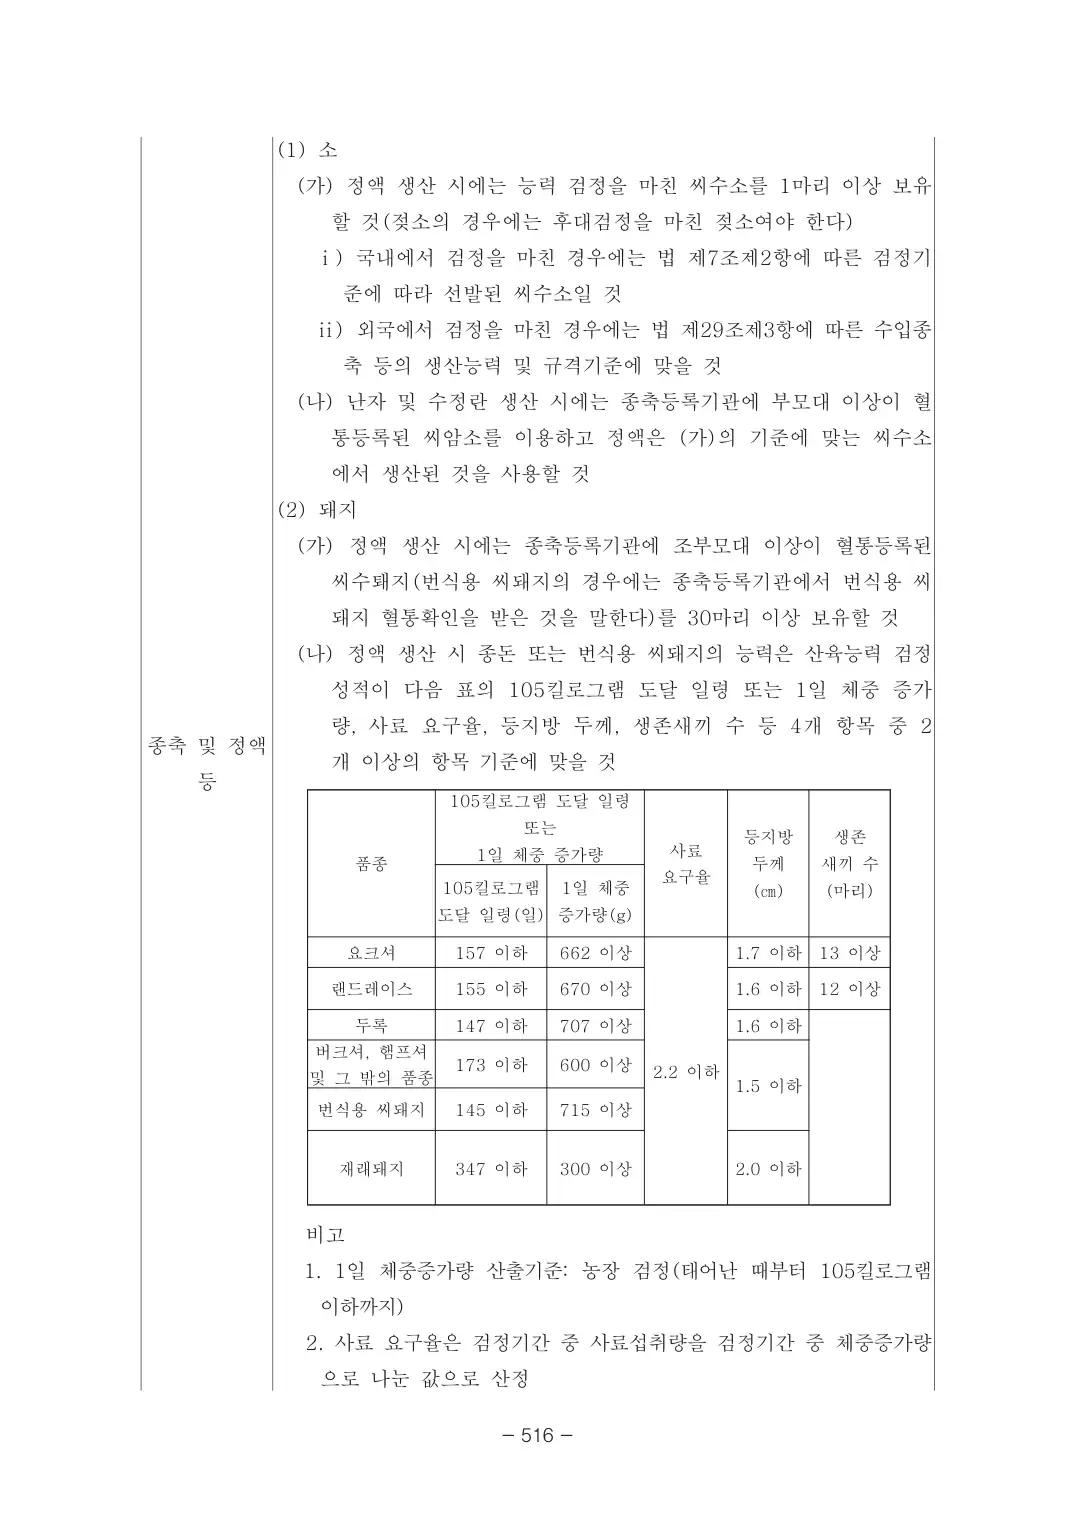 (1) 소
(가) 정액 생산 시에는 능력 검정을 마친 씨수소를 1마리 이상 보유
할 것(젖소의 경우에는 후대검정을 마친 젖소여야 한다)
ⅰ) 국내에서 검정을 마친 경우에는 법 제7조제2항에 따른 검정기
준에 따라 선발된 씨수소일 것
ii) 외국에서 검정을 마친 경우에는 법 제29조제3항에 따른 수입종
축 등의 생산능력 및 규격기준에 맞을 것
(나) 난자 및 수정란 생산 시에는 종축등록기관에 부모대 이상이 혈
통등록된 씨암소를 이용하고 정액은 (가)의 기준에 맞는 씨수소
에서 생산된 것을 사용할 것
(2) 돼지
(가) 정액 생산 시에는 종축등록기관에 조부모대 이상이 혈통등록된
씨수퇘지(번식용 씨돼지의 경우에는 종축등록기관에서 번식용 씨
돼지 혈통확인을 받은 것을 말한다)를 30마리 이상 보유할 것
(나) 정액 생산 시 종돈 또는 번식용 씨돼지의 능력은 산육능력 검정
성적이 다음 표의 105킬로그램 도달 일령 또는 1일 체중 증가
량, 사료 요구율, 등지방 두께, 생존새끼 수 등 4개 항목 중 2
개 이상의 항목 기준에 맞을 것
종축 및 정액
등
품종
105킬로그램 도달 일령
또는
1일 체중 증가량
105킬로그램
도달 일령(일)
1일 체중
증가량(g)
사료
요구율
등지방
두께
(㎝)
생존
새끼 수
(마리)
요크셔 157 이하 662 이상 1.7 이하 13 이상
랜드레이스 155 이하 670 이상 1.6 이하 12 이상
두록 147 이하 707 이상 1.6 이하
버크셔, 햄프셔
및 그 밖의 품종
173 이하 600 이상
2.2 이하
1.5 이하
번식용 씨돼지 145 이하 715 이상
재래돼지 347 이하 300 이상 2.0 이하
비고
1. 1일 체중증가량 산출기준: 농장 검정(태어난 때부터 105킬로그램
이하까지)
2. 사료 요구율은 검정기간 중 사료섭취량을 검정기간 중 체중증가량
으로 나눈 값으로 산정
- 516 -